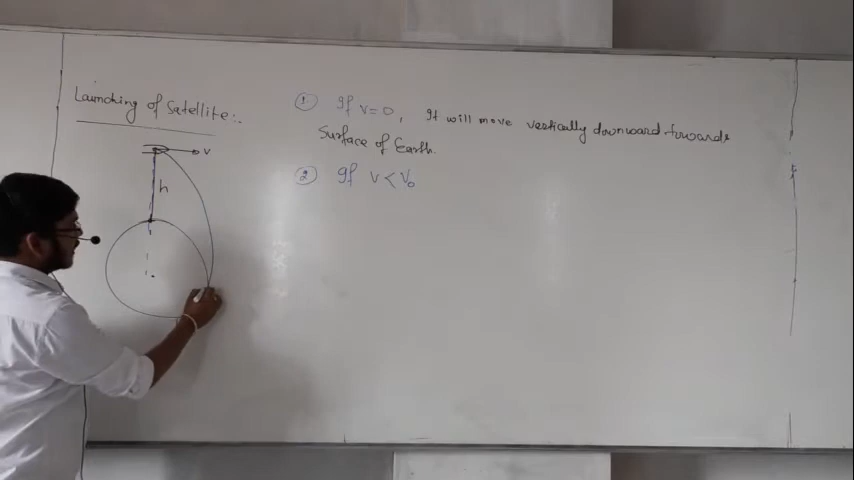 Launching of Satellite:.
① If v=0, It will move vertically downward towards
Surface of Earth.
② If v < v₀
v
h